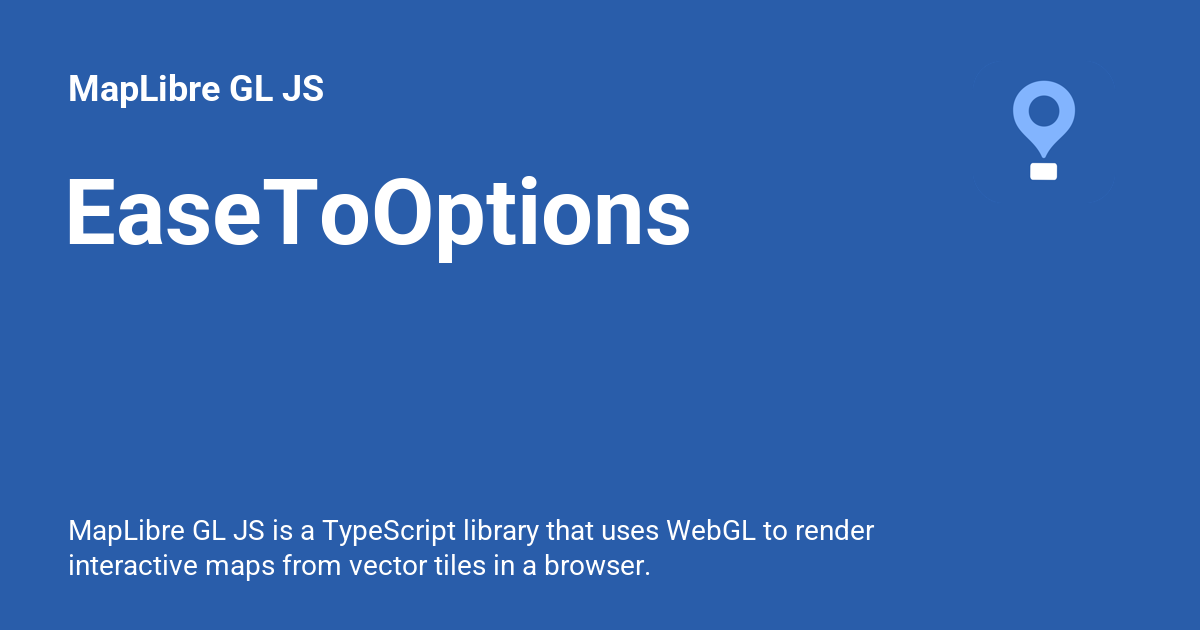 MapLibre GL JS
EaseToOptions
MapLibre GL JS is a TypeScript library that uses WebGL to render
interactive maps from vector tiles in a browser.